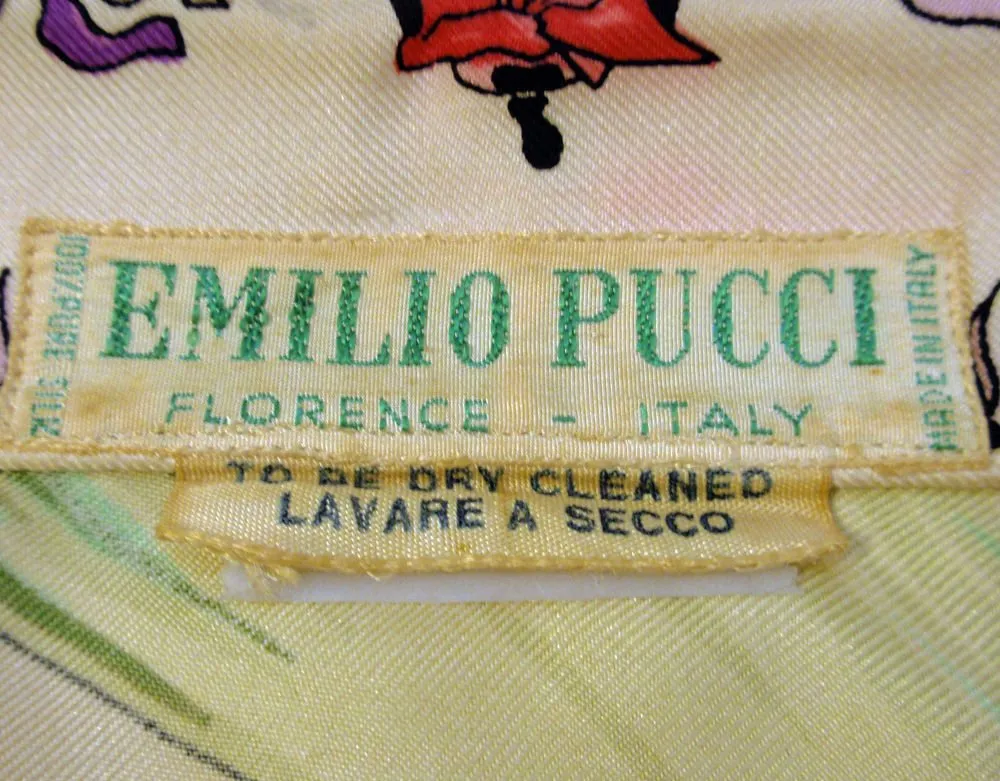 100% PURE SILK
EMILIO PUCCI
MADE IN ITALY
FLORENCE - ITALY
TO BE DRY CLEANED
LAVARE A SECCO